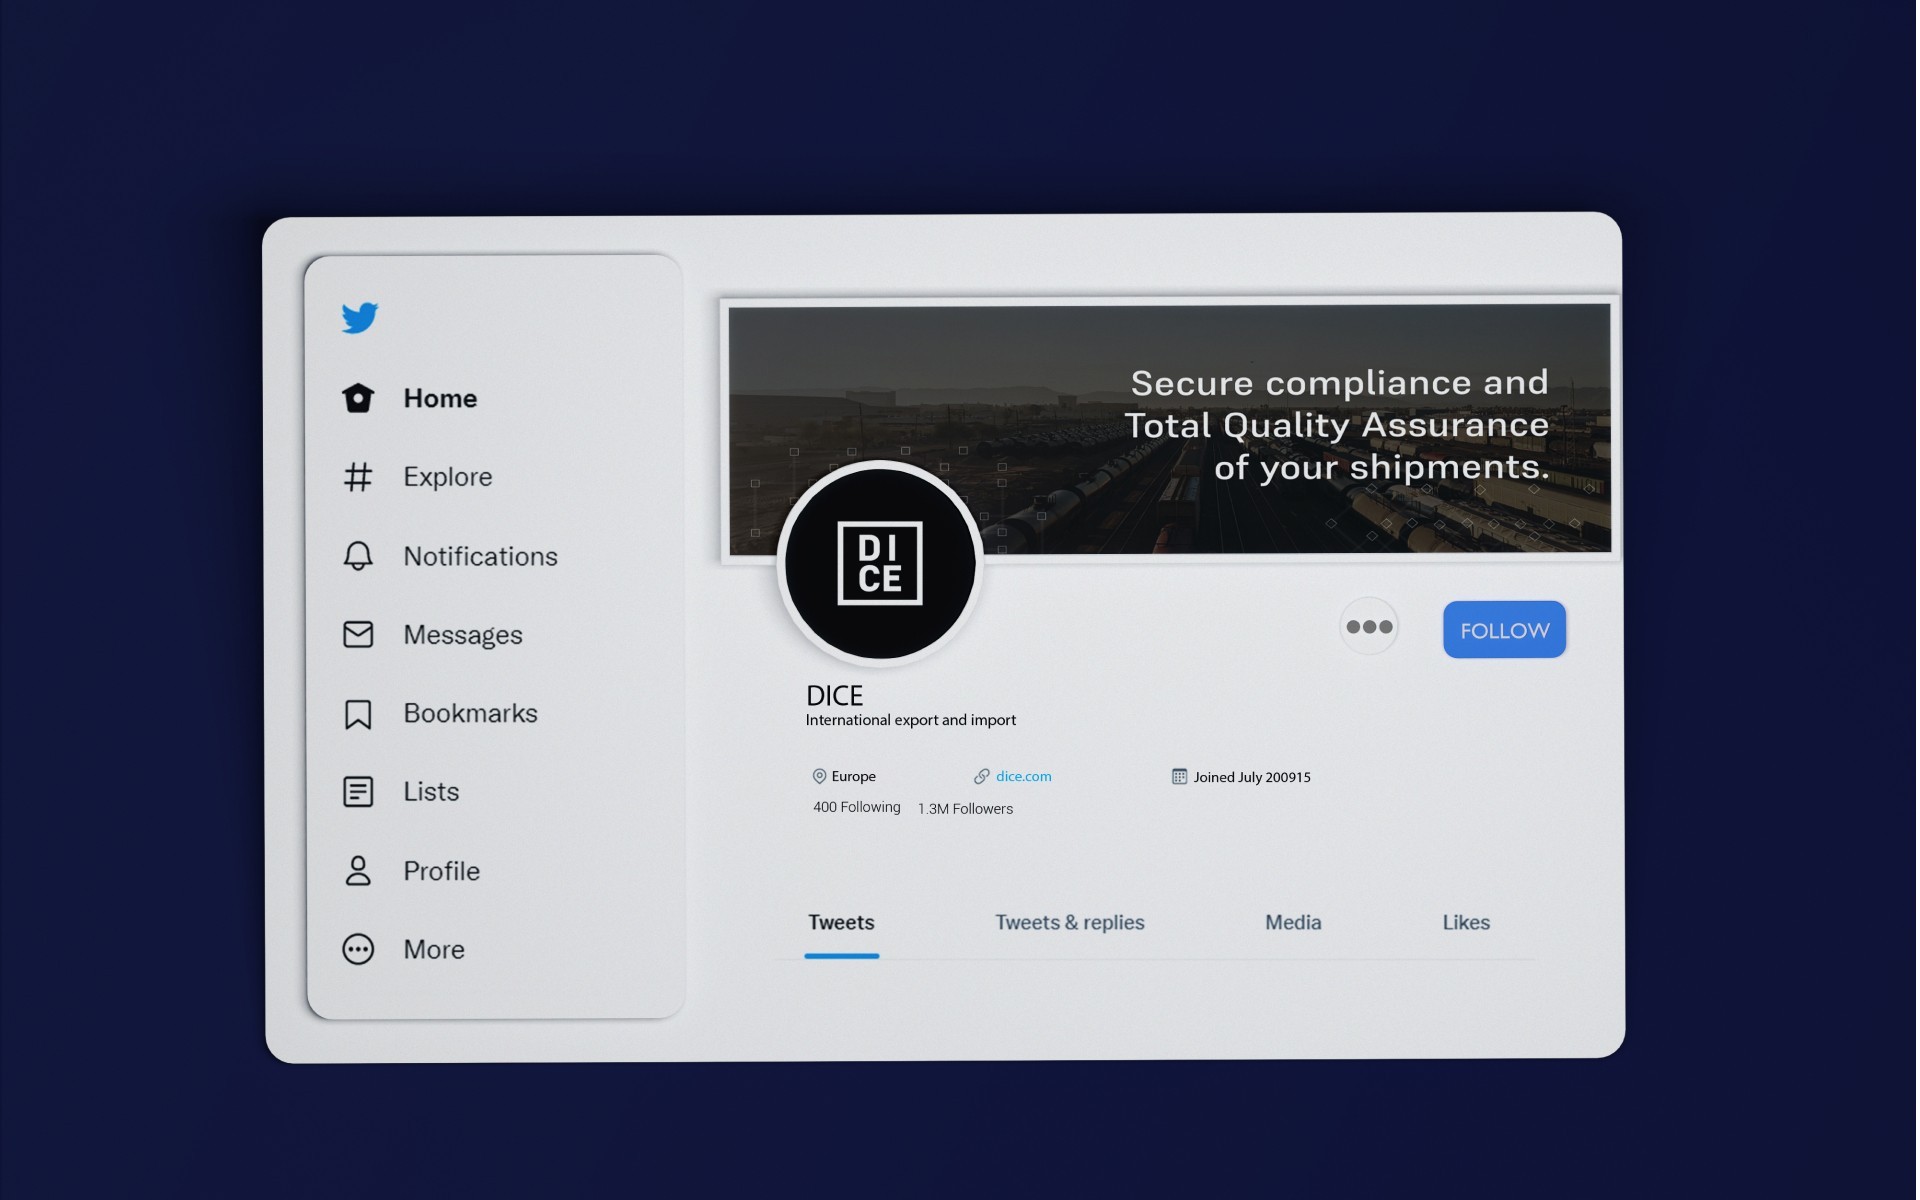 Home
Explore
Notifications
Messages
Bookmarks
Lists
Profile
More
Secure compliance and
Total Quality Assurance
of your shipments.
DI
CE
FOLLOW
DICE
International export and import
Europe dice.com Joined July 200915
400 Following 1.3M Followers
Tweets Tweets & replies Media Likes